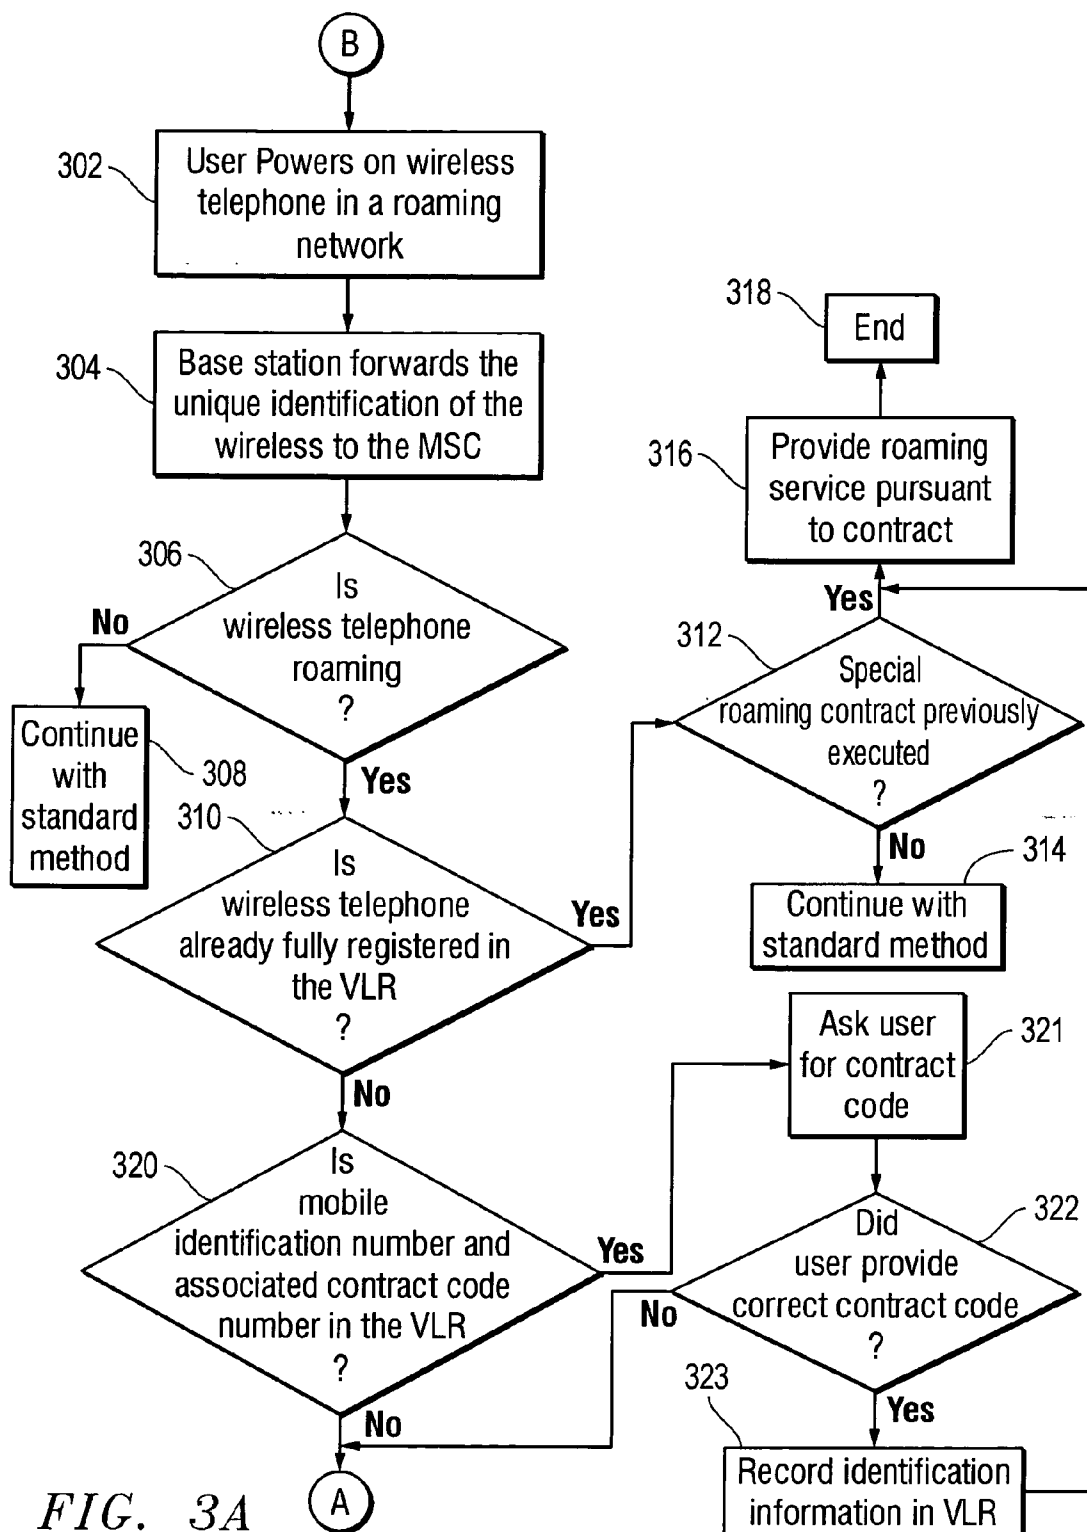 B
302
User Powers on wireless
telephone in a roaming
network
304
Base station forwards the
unique identification of the
wireless to the MSC
306
Is
wireless telephone
roaming
?
No
Continue
with
standard
method
308
Yes
310
Is
wireless telephone
already fully registered in
the VLR
?
Yes
No
318
End
316
Provide roaming
service pursuant
to contract
Yes
312
Special
roaming contract previously
executed
?
No
314
Continue with
standard method
320
Is
mobile
identification number and
associated contract code
number in the VLR
?
Yes
No
A
Ask user
for contract
code
321
322
Did
user provide
correct contract code
?
No
Yes
323
Record identification
information in VLR
FIG. 3A